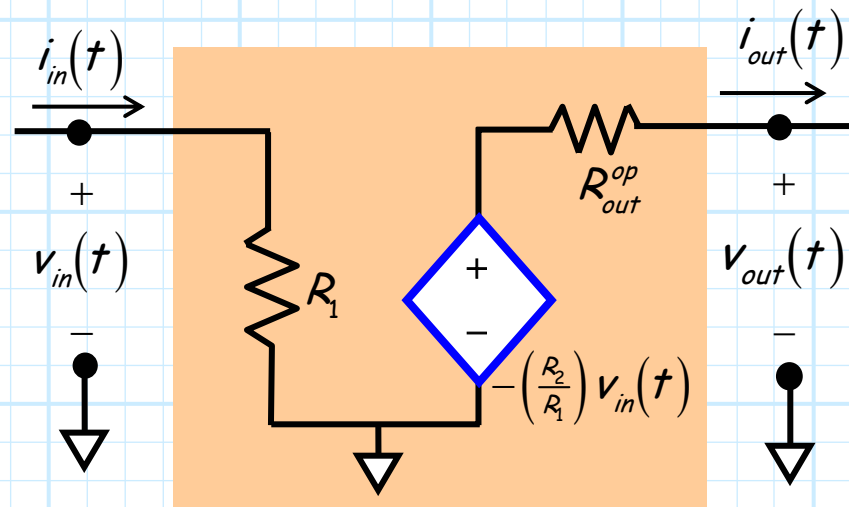 i_in(t)
i_out(t)
+
R_out^op
+
v_in(t)
+
v_out(t)
R_1
−
−
−
−(R_2/R_1) v_in(t)